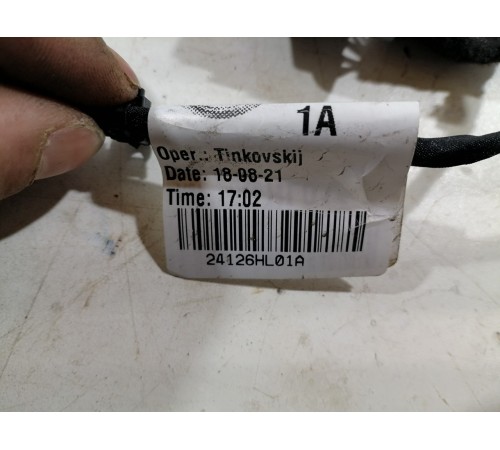 1A
Oper.: Tinkovskij
Date: 18-08-21
Time: 17:02
24126HL01A